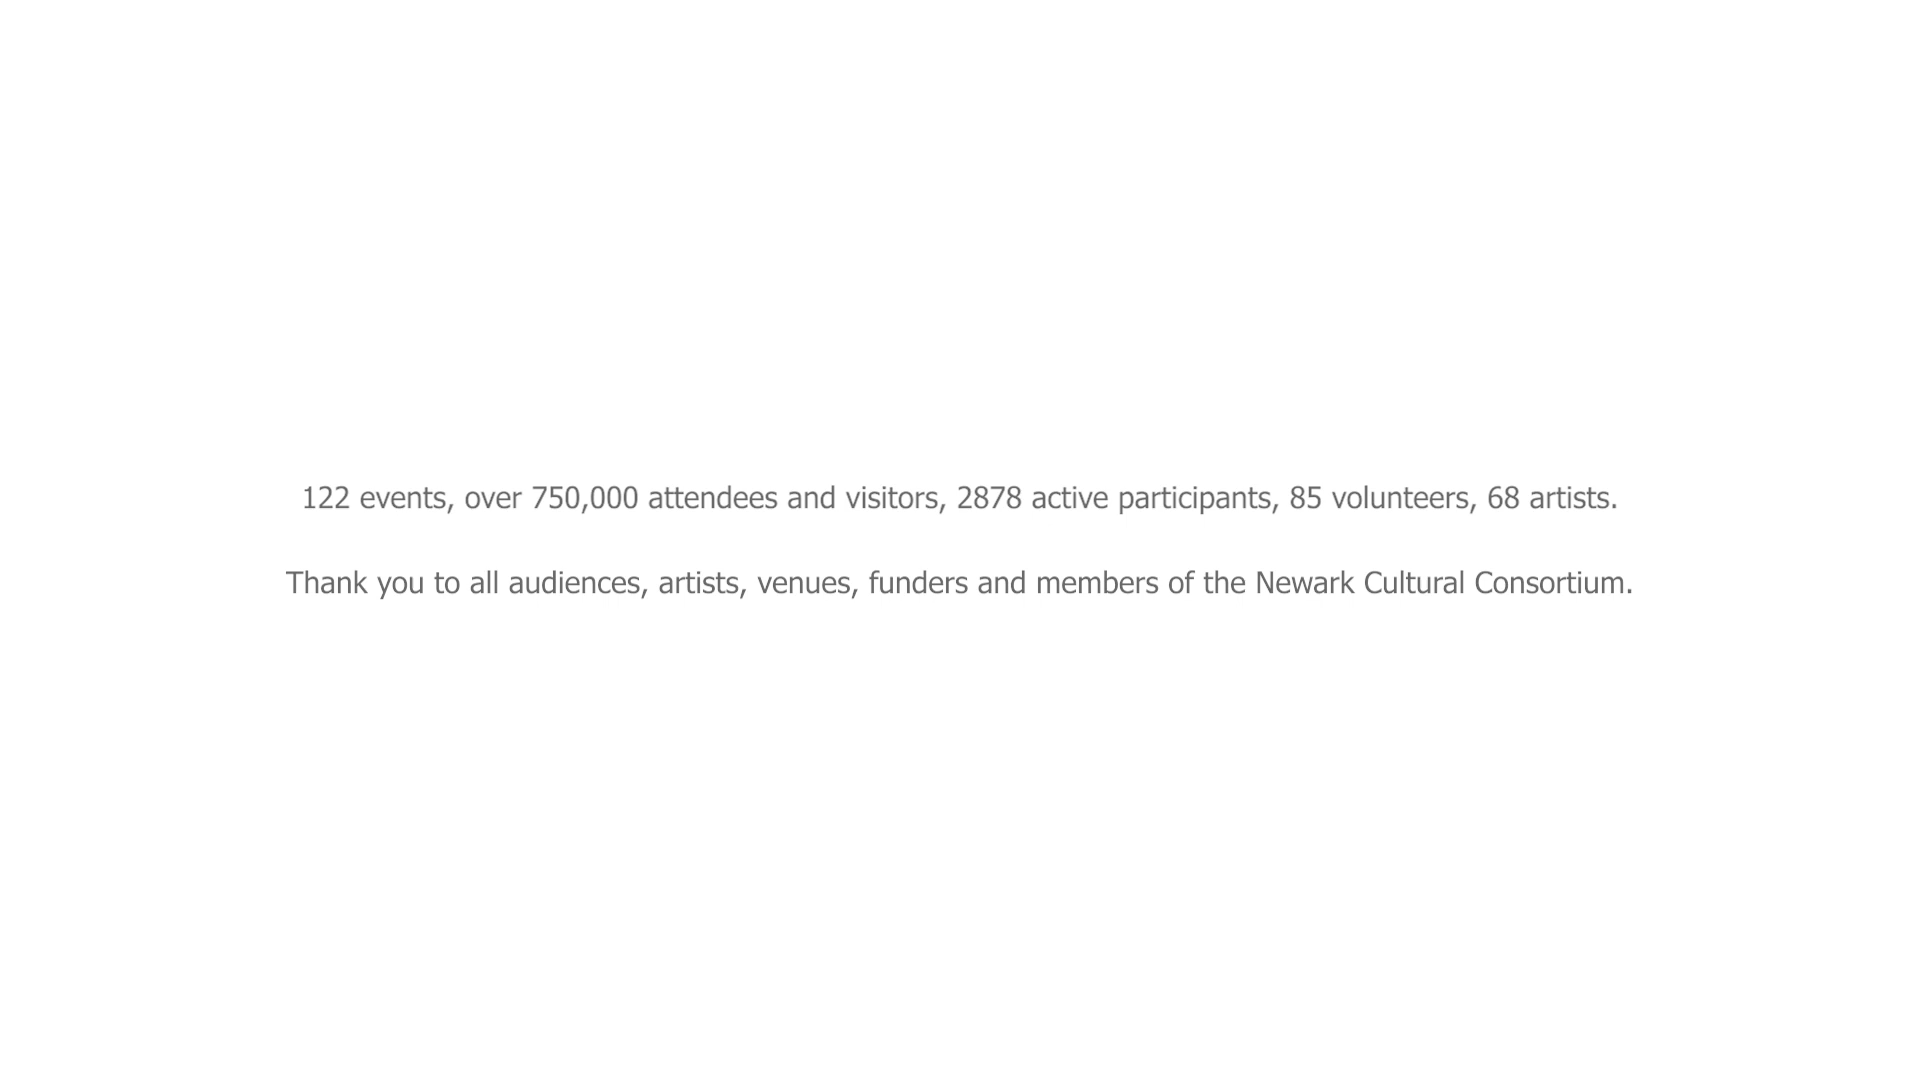 122 events, over 750,000 attendees and visitors, 2878 active participants, 85 volunteers, 68 artists.
Thank you to all audiences, artists, venues, funders and members of the Newark Cultural Consortium.